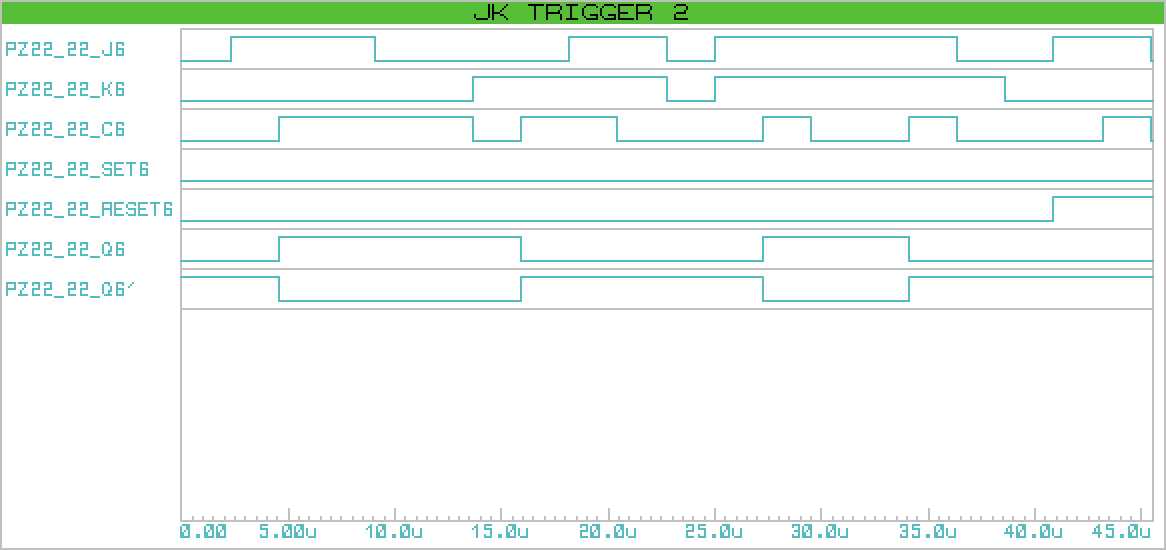 JK TRIGGER 2
PZ22_22_J6
PZ22_22_K6
PZ22_22_C6
PZ22_22_SET6
PZ22_22_RESET6
PZ22_22_Q6
PZ22_22_Q6'
0.00 5.00u 10.0u 15.0u 20.0u 25.0u 30.0u 35.0u 40.0u 45.0u